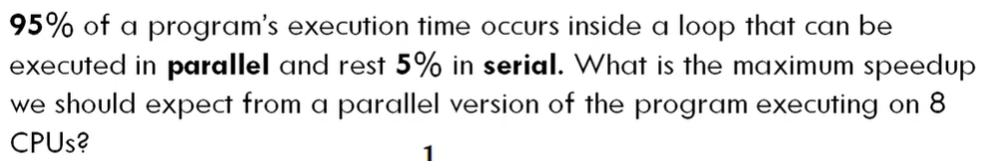 95% of a program's execution time occurs inside a loop that can be
executed in parallel and rest 5% in serial. What is the maximum speedup
we should expect from a parallel version of the program executing on 8
CPUs?
1